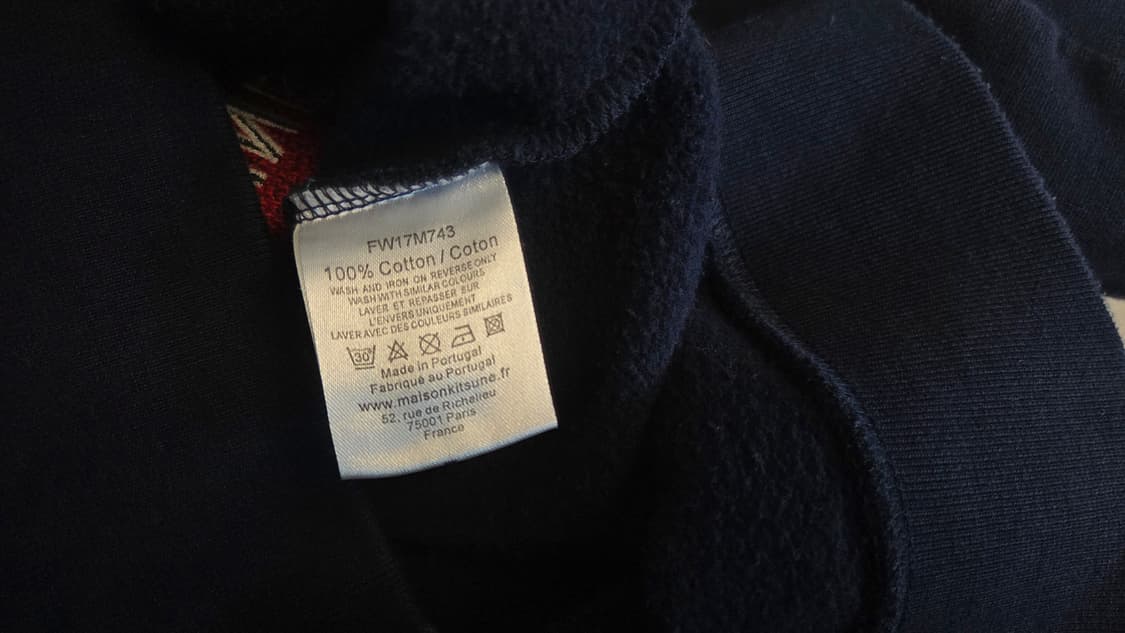 FW17M743
100% Cotton / Coton
WASH AND IRON ON REVERSE ONLY
WASH WITH SIMILAR COLOURS
LAVER ET REPASSER SUR
L'ENVERS UNIQUEMENT
LAVER AVEC DES COULEURS SIMILAIRES
30°
Made in Portugal
Fabriqué au Portugal
www.maisonkitsune.fr
52, rue de Richelieu
75001 Paris
France